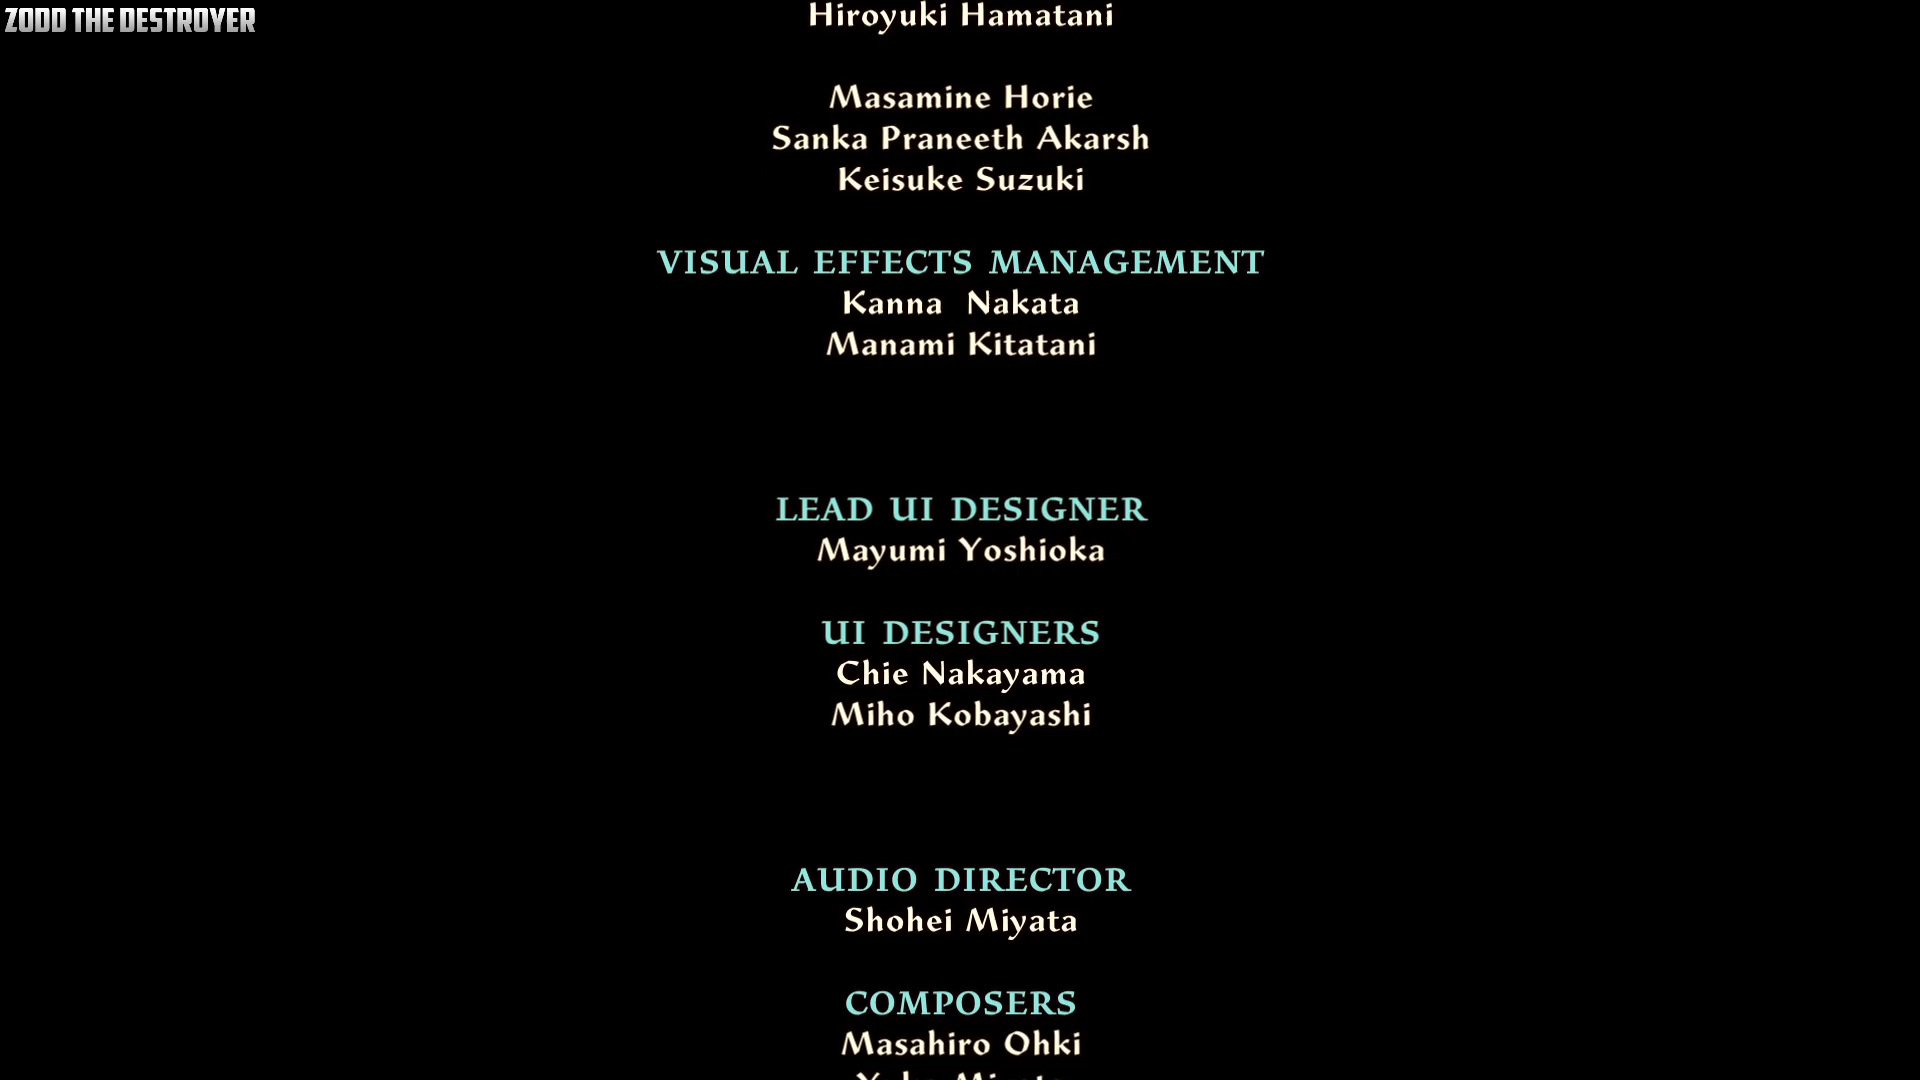 ZODD THE DESTROYER
Hiroyuki Hamatani
Masamine Horie
Sanka Praneeth Akarsh
Keisuke Suzuki
VISUAL EFFECTS MANAGEMENT
Kanna Nakata
Manami Kitatani
LEAD UI DESIGNER
Mayumi Yoshioka
UI DESIGNERS
Chie Nakayama
Miho Kobayashi
AUDIO DIRECTOR
Shohei Miyata
COMPOSERS
Masahiro Ohki